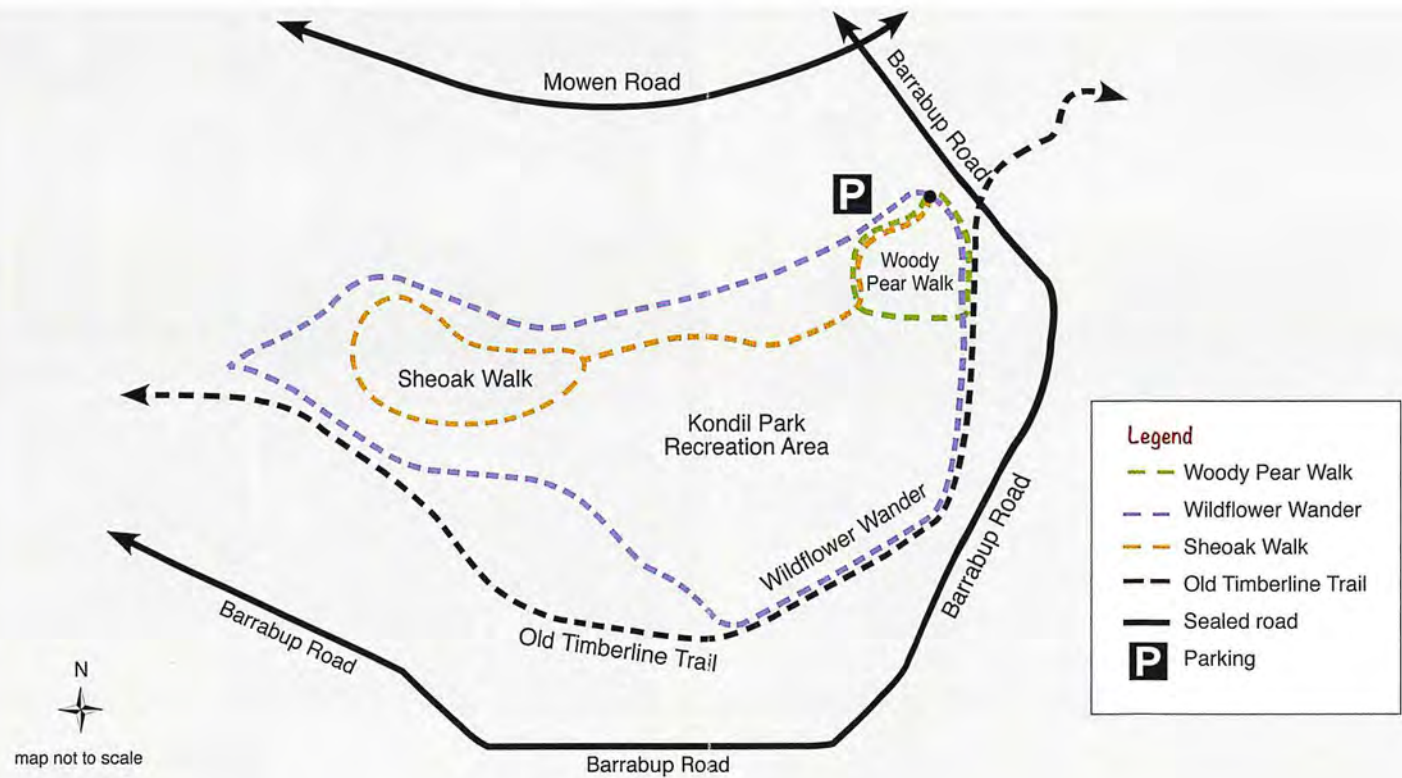 Mowen Road
Barrabup Road
P
Woody
Pear Walk
Sheoak Walk
Kondil Park
Recreation Area
Wildflower Wander
Barrabup Road
Old Timberline Trail
Barrabup Road
Barrabup Road
N
map not to scale
Legend
Woody Pear Walk
Wildflower Wander
Sheoak Walk
Old Timberline Trail
Sealed road
P Parking